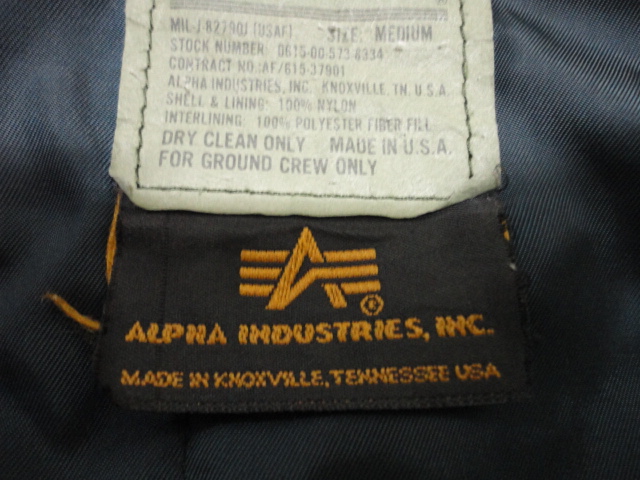 MIL-J 82790J (USAF) SIZE: MEDIUM
STOCK NUMBER: 0615-00-573-8334
CONTRACT NO:AF/615-37901
ALPHA INDUSTRIES, INC. KNOXVILLE, TN. U.S.A.
SHELL & LINING: 100% NYLON
INTERLINING: 100% POLYESTER FIBER FILL
DRY CLEAN ONLY MADE IN U.S.A.
FOR GROUND CREW ONLY
®
ALPHA INDUSTRIES, INC.
MADE IN KNOXVILLE, TENNESSEE USA